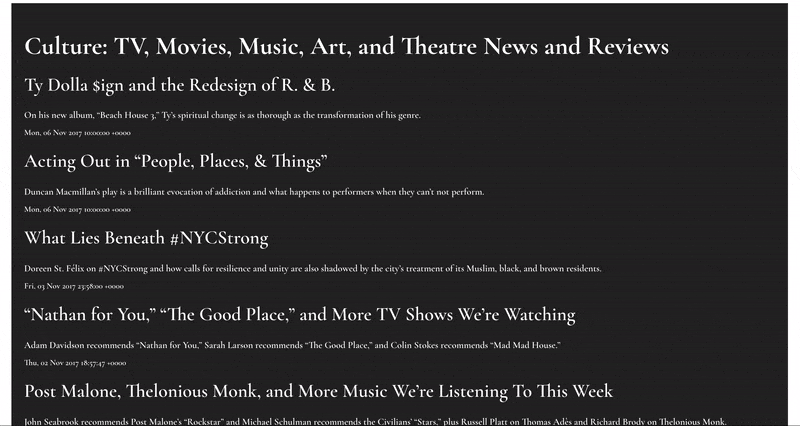 Culture: TV, Movies, Music, Art, and Theatre News and Reviews
Ty Dolla $ign and the Redesign of R. & B.
On his new album, “Beach House 3,” Ty’s spiritual change is as thorough as the transformation of his genre.
Mon, 06 Nov 2017 10:00:00 +0000
Acting Out in “People, Places, & Things”
Duncan Macmillan’s play is a brilliant evocation of addiction and what happens to performers when they can’t not perform.
Mon, 06 Nov 2017 10:00:00 +0000
What Lies Beneath #NYCStrong
Doreen St. Félix on #NYCStrong and how calls for resilience and unity are also shadowed by the city’s treatment of its Muslim, black, and brown residents.
Fri, 03 Nov 2017 23:58:00 +0000
“Nathan for You,” “The Good Place,” and More TV Shows We’re Watching
Adam Davidson recommends “Nathan for You,” Sarah Larson recommends “The Good Place,” and Colin Stokes recommends “Mad Mad House.”
Thu, 02 Nov 2017 18:57:47 +0000
Post Malone, Thelonious Monk, and More Music We’re Listening To This Week
John Seabrook recommends Post Malone’s “Rockstar” and Michael Schulman recommends the Civilians’ “Stars,” plus Russell Platt on Thomas Adès and Richard Brody on Thelonious Monk.